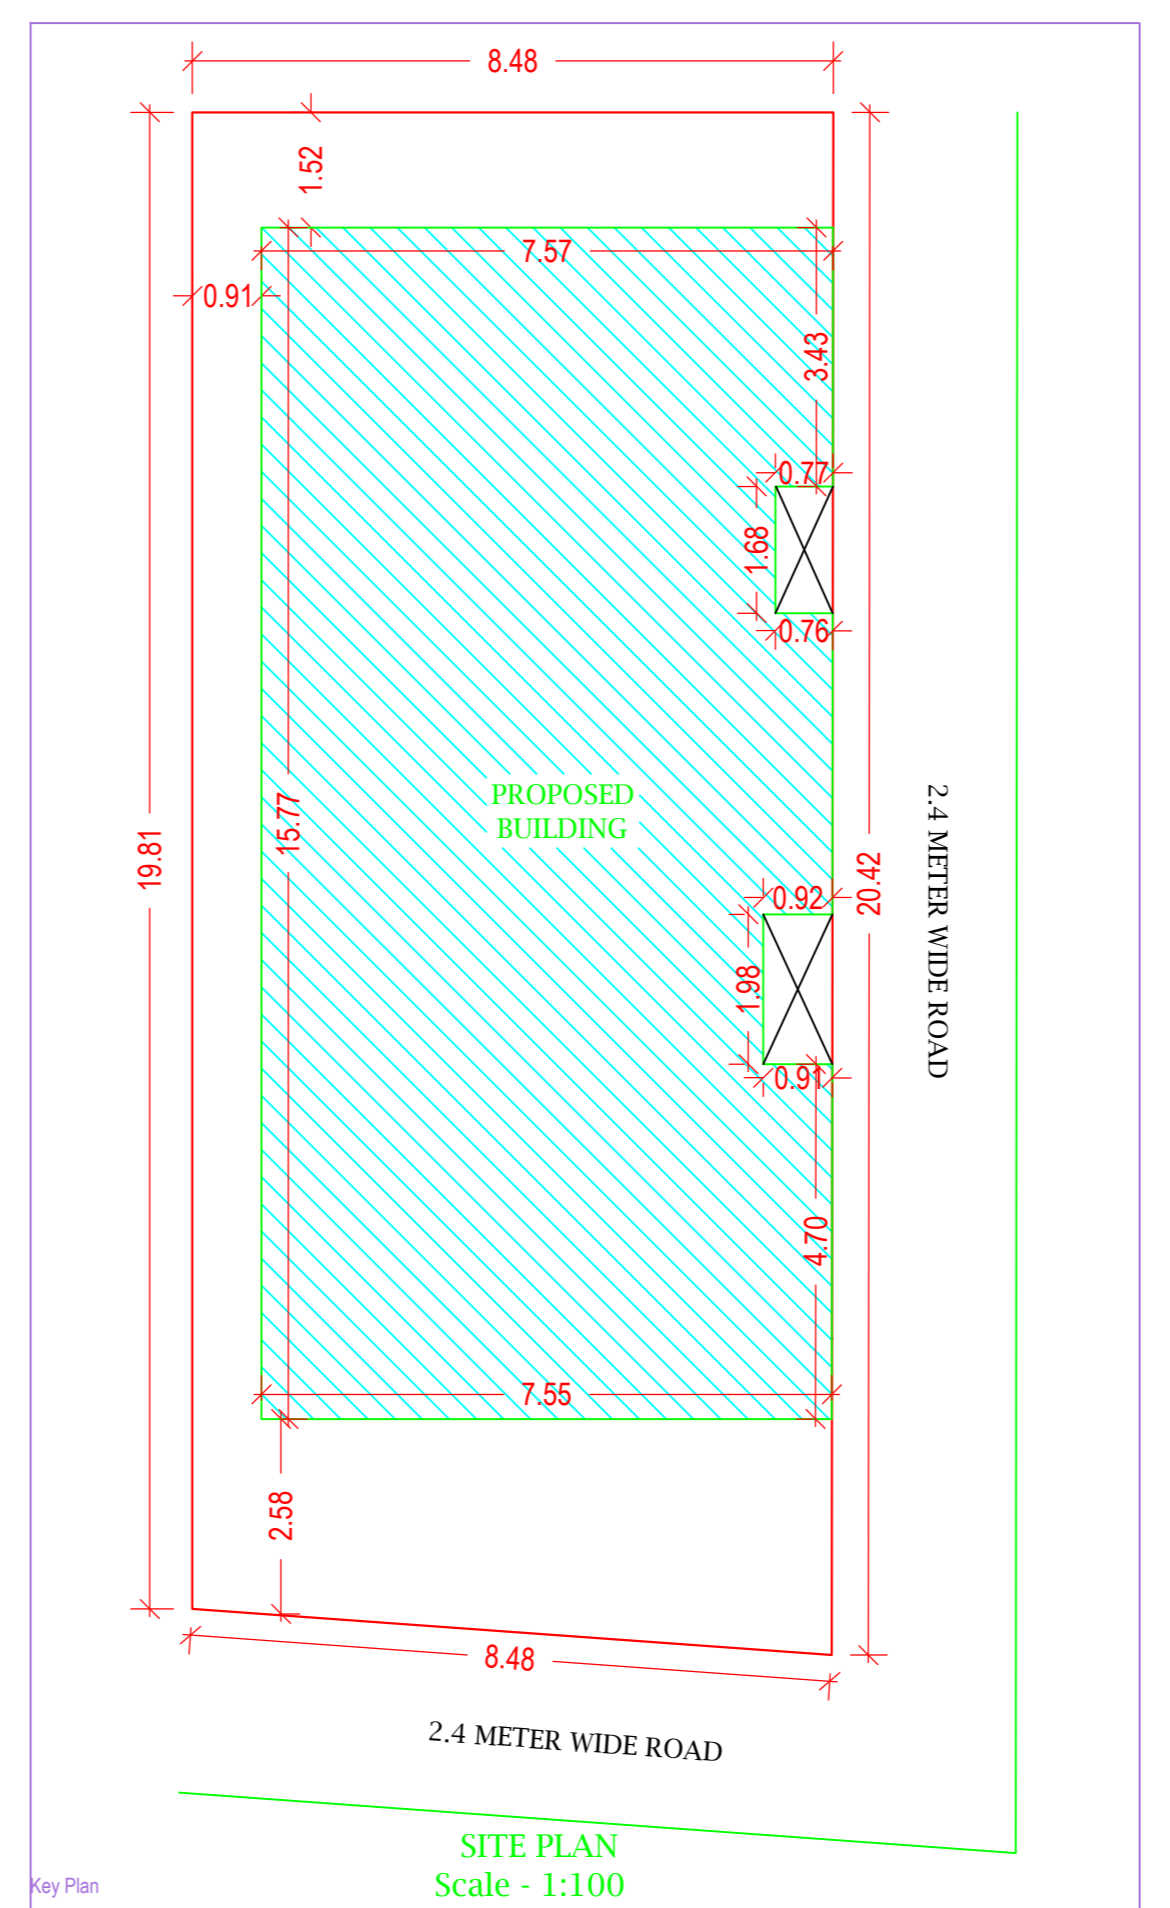 8.48
1.52
7.57
0.91
3.43
0.77
1.68
0.76
PROPOSED
BUILDING
15.77
19.81
20.42
2.4 METER WIDE ROAD
0.92
1.98
0.91
4.70
7.55
2.58
8.48
2.4 METER WIDE ROAD
SITE PLAN
Scale - 1:100
Key Plan